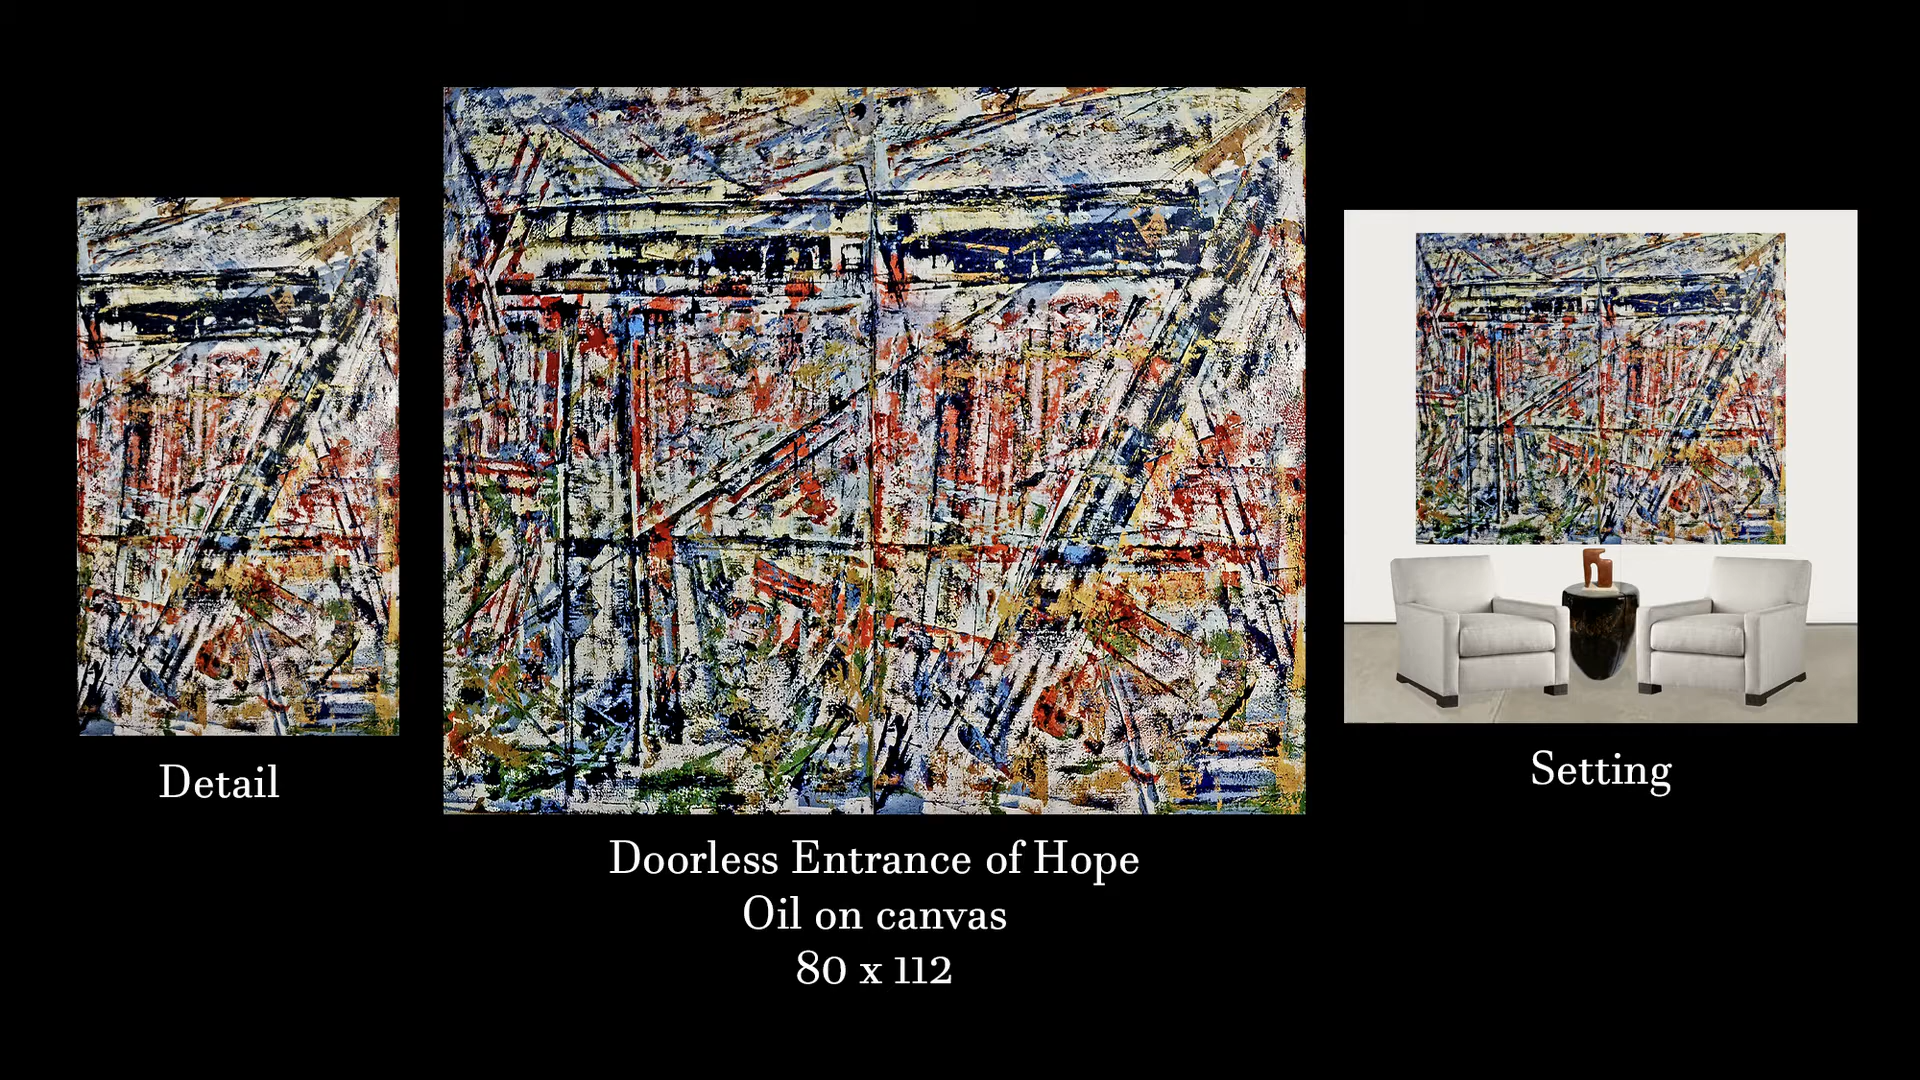 Detail
Doorless Entrance of Hope
Oil on canvas
80 x 112
Setting